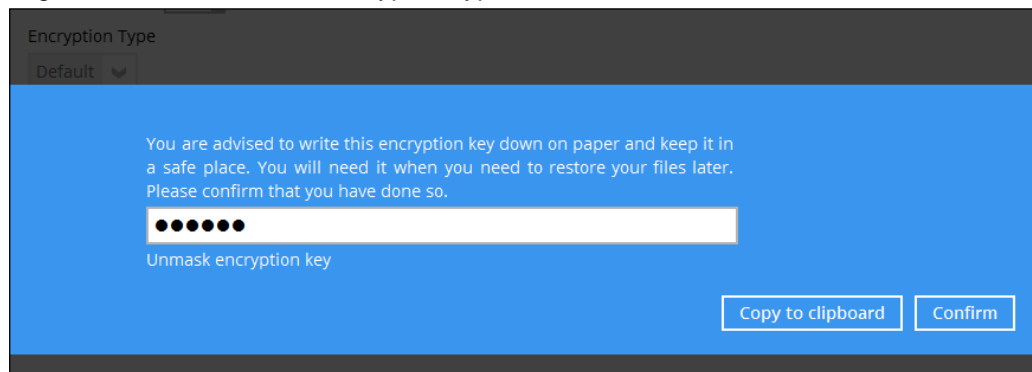 Encryption Type
Default
You are advised to write this encryption key down on paper and keep it in
a safe place. You will need it when you need to restore your files later.
Please confirm that you have done so.
●●●●●●
Unmask encryption key
Copy to clipboard
Confirm